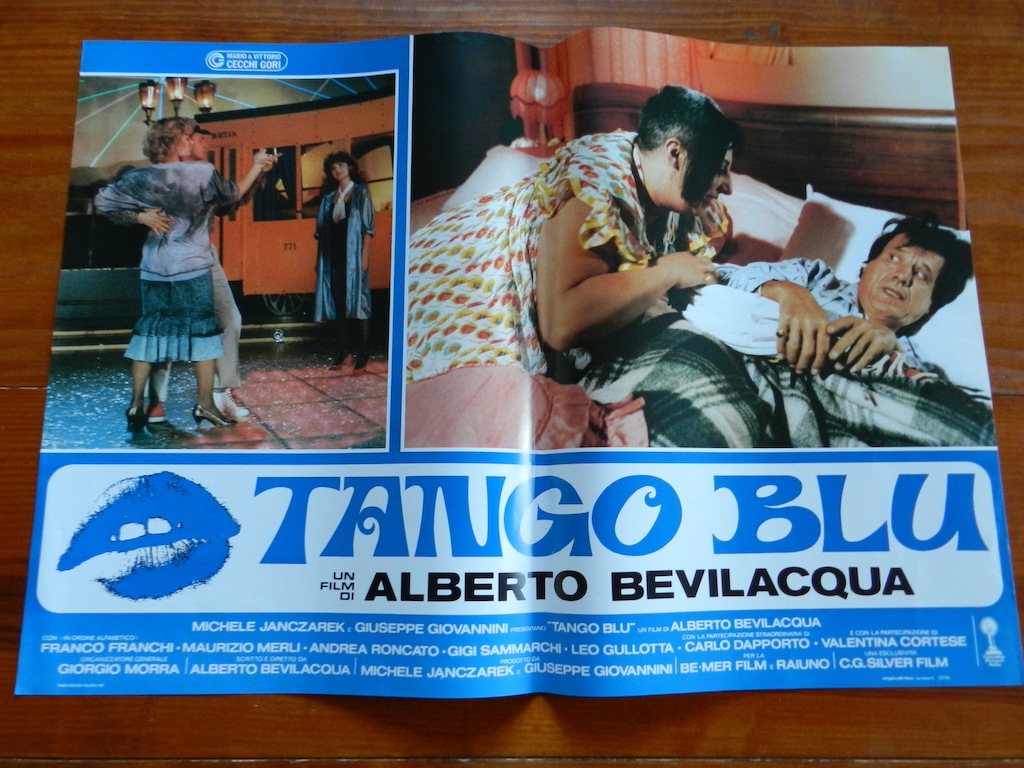 MARIO & VITTORIO
CECCHI GORI
771
TANGO BLU
UN FILM DI ALBERTO BEVILACQUA
MICHELE JANCZAREK E GIUSEPPE GIOVANNINI PRESENTANO "TANGO BLU" UN FILM DI ALBERTO BEVILACQUA
CON - IN ORDINE ALFABETICO - CON LA PARTECIPAZIONE STRAORDINARIA DI E CON LA PARTECIPAZIONE DI
FRANCO FRANCHI • MAURIZIO MERLI • ANDREA RONCATO • GIGI SAMMARCHI • LEO GULLOTTA • CARLO DAPPORTO • VALENTINA CORTESE
ORGANIZZATORE GENERALE SCRITTO E DIRETTO DA PRODOTTO DA PER LA UNA ESCLUSIVITÀ
GIORGIO MORRA ALBERTO BEVILACQUA MICHELE JANCZAREK E GIUSEPPE GIOVANNINI BE•MER FILM E RAIUNO C.G. SILVER FILM